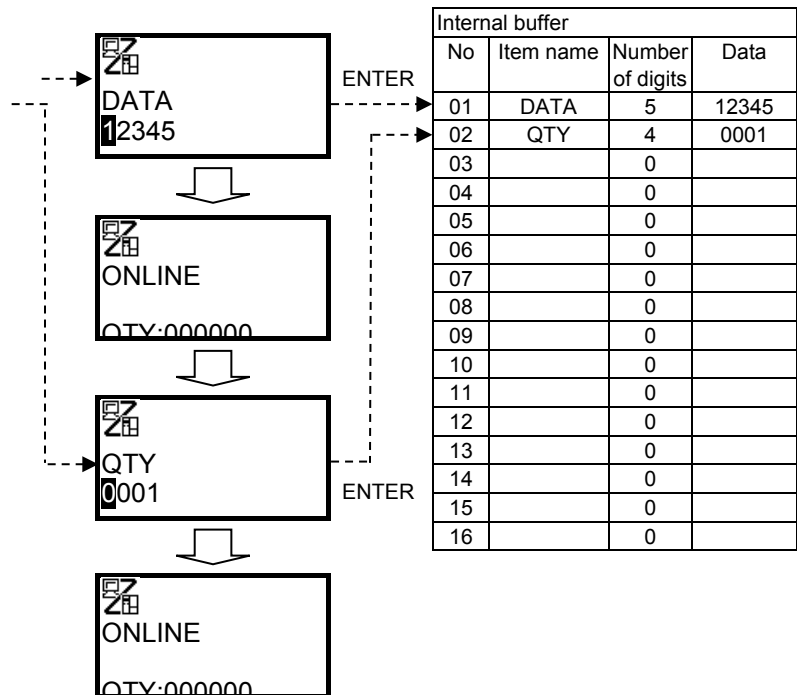 DATA
12345
ENTER
ONLINE
QTY:000000
QTY
0001
ENTER
ONLINE
QTY:000000
Internal buffer
No Item name Number of digits Data
01 DATA 5 12345
02 QTY 4 0001
03 0
04 0
05 0
06 0
07 0
08 0
09 0
10 0
11 0
12 0
13 0
14 0
15 0
16 0